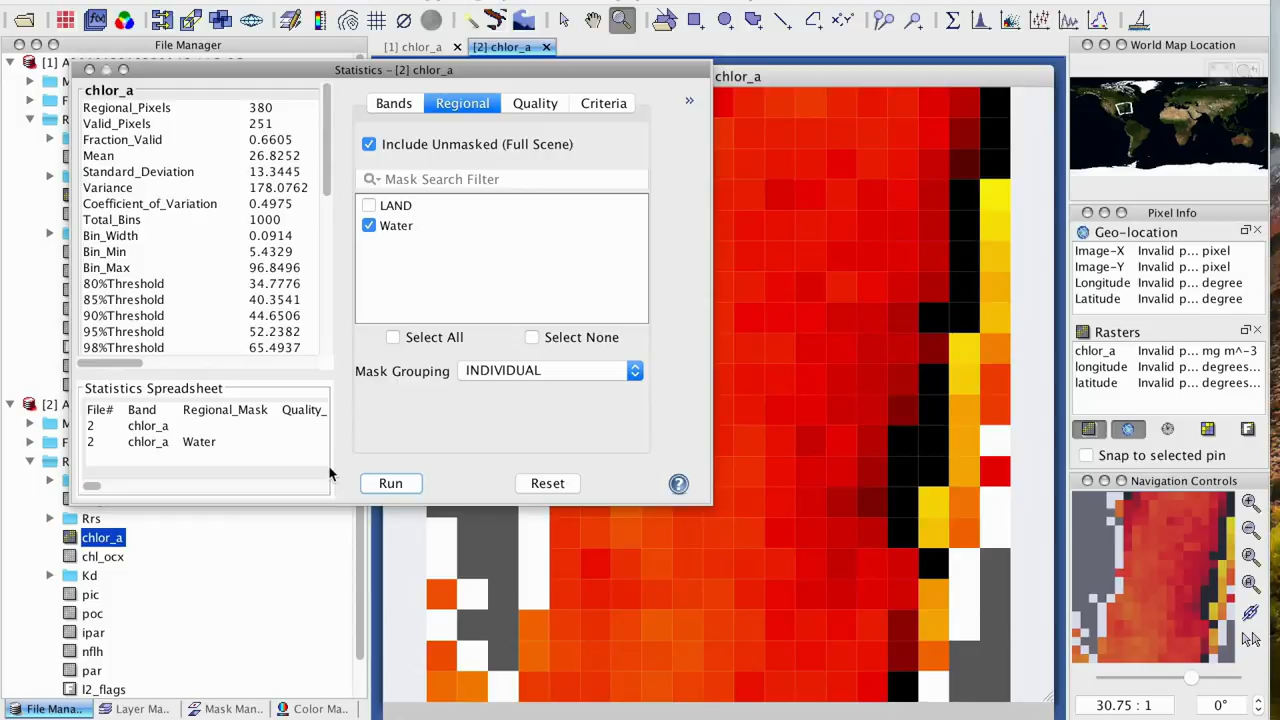 File Manager
[1] chlor_a
[2] chlor_a
World Map Location
[1]
Statistics - [2] chlor_a
chlor_a
chlor_a
Regional_Pixels 380
Valid_Pixels 251
Fraction_Valid 0.6605
Mean 26.8252
Standard_Deviation 13.3445
Variance 178.0762
Coefficient_of_Variation 0.4975
Total_Bins 1000
Bin_Width 0.0914
Bin_Min 5.4329
Bin_Max 96.8496
80%Threshold 34.7776
85%Threshold 40.3541
90%Threshold 44.6506
95%Threshold 52.2382
98%Threshold 65.4937
Bands Regional Quality Criteria »
Include Unmasked (Full Scene)
Mask Search Filter
LAND
Water
Select All Select None
Mask Grouping INDIVIDUAL
Statistics Spreadsheet
File# Band Regional_Mask Quality_
2 chlor_a
2 chlor_a Water
Run Reset ?
Pixel Info
Geo-location
Image-X Invalid p... pixel
Image-Y Invalid p... pixel
Longitude Invalid p... degree
Latitude Invalid p... degree
Rasters
chlor_a Invalid p... mg m^-3
longitude Invalid p... degrees...
latitude Invalid p... degrees...
Snap to selected pin
Navigation Controls
30.75 : 1 0°
[2]
Rrs
chlor_a
chl_ocx
Kd
pic
poc
ipar
nflh
par
l2_flags
File Mana... Layer Ma... Mask Man... Color Ma...